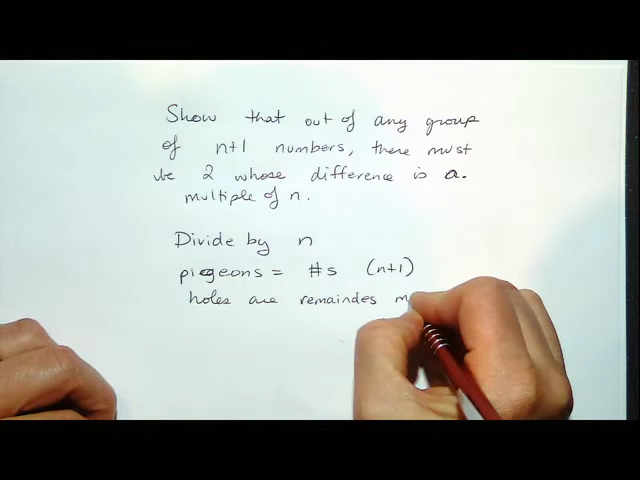 Show that out of any group
of n+1 numbers, there must
be 2 whose difference is a
multiple of n.
Divide by n
pigeons = #s (n+1)
holes are remaindes m